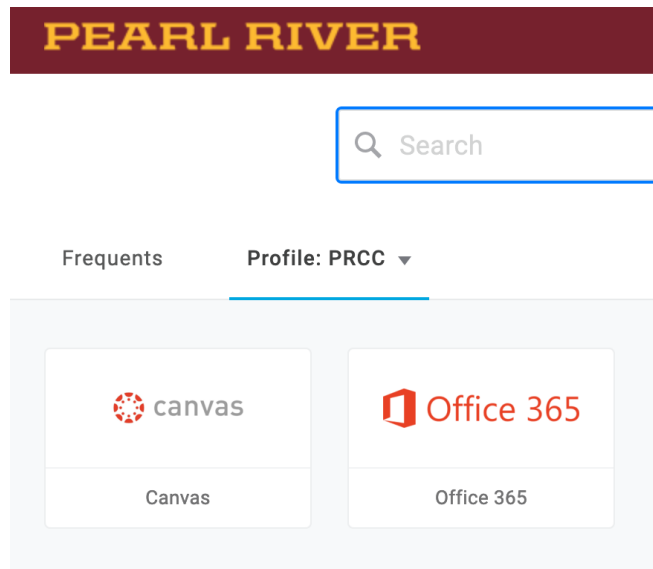 PEARL RIVER
Search
Frequents Profile: PRCC
canvas Office 365
Canvas Office 365